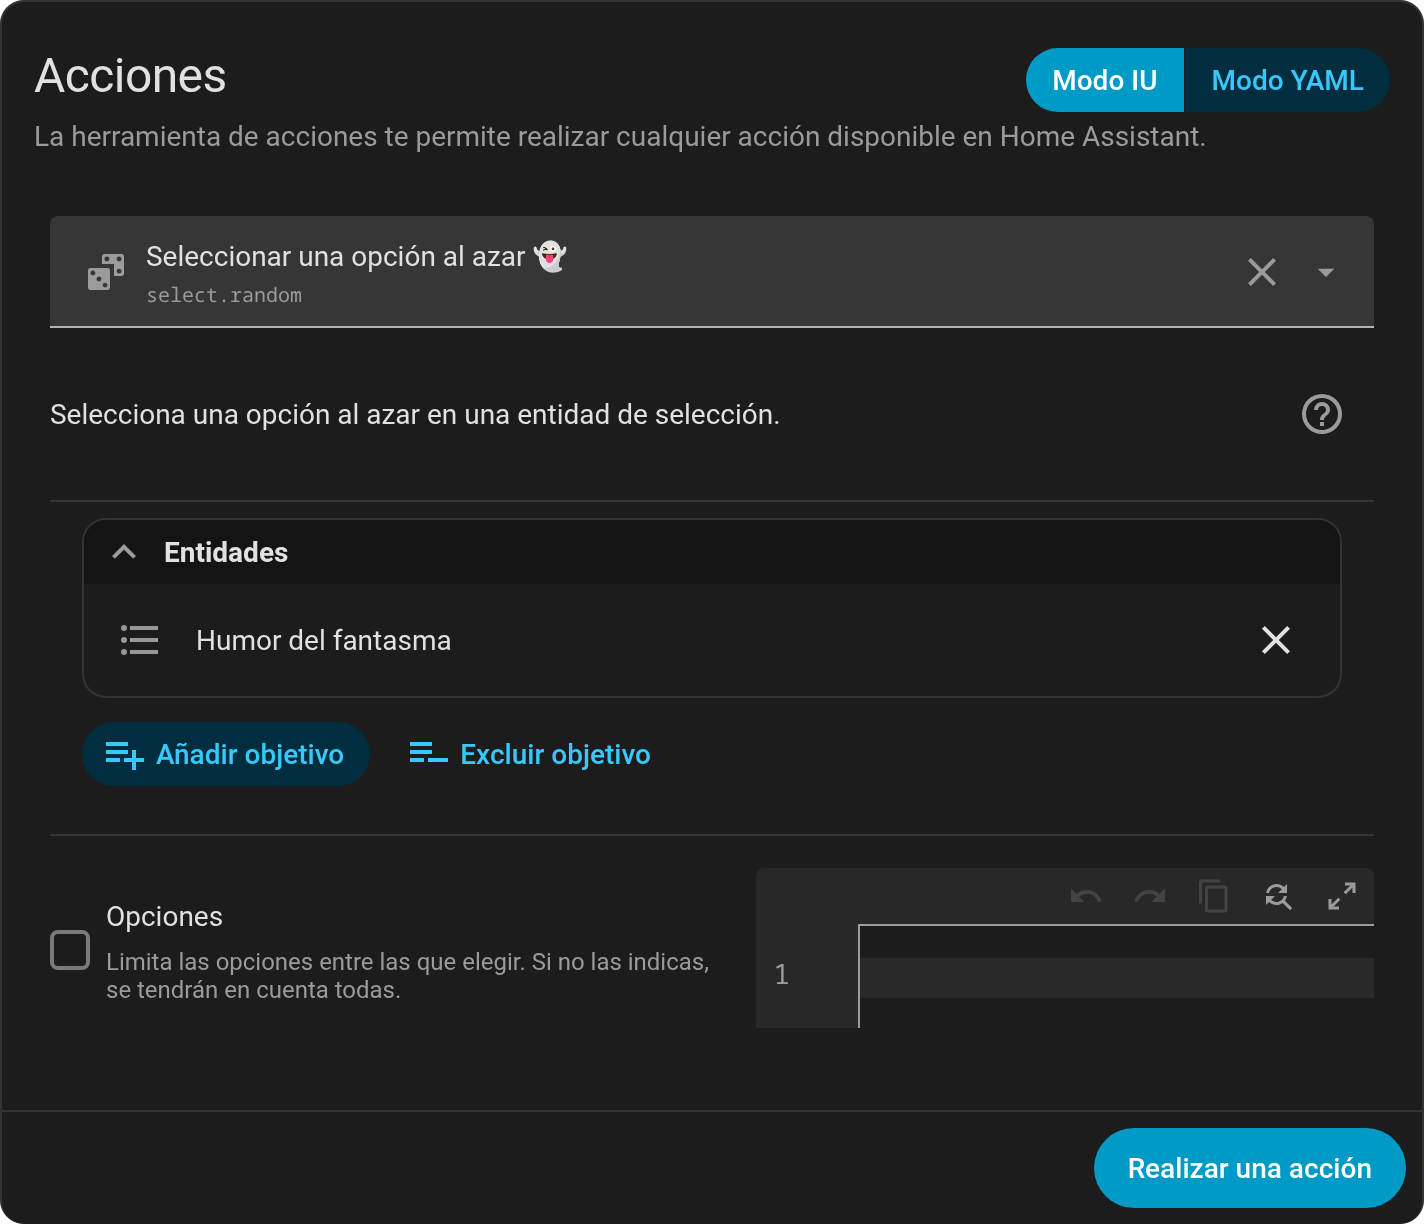 Acciones
Modo IU
Modo YAML
La herramienta de acciones te permite realizar cualquier acción disponible en Home Assistant.
Seleccionar una opción al azar 👻
select.random
Selecciona una opción al azar en una entidad de selección.
Entidades
Humor del fantasma
Añadir objetivo
Excluir objetivo
Opciones
Limita las opciones entre las que elegir. Si no las indicas,
se tendrán en cuenta todas.
1
Realizar una acción